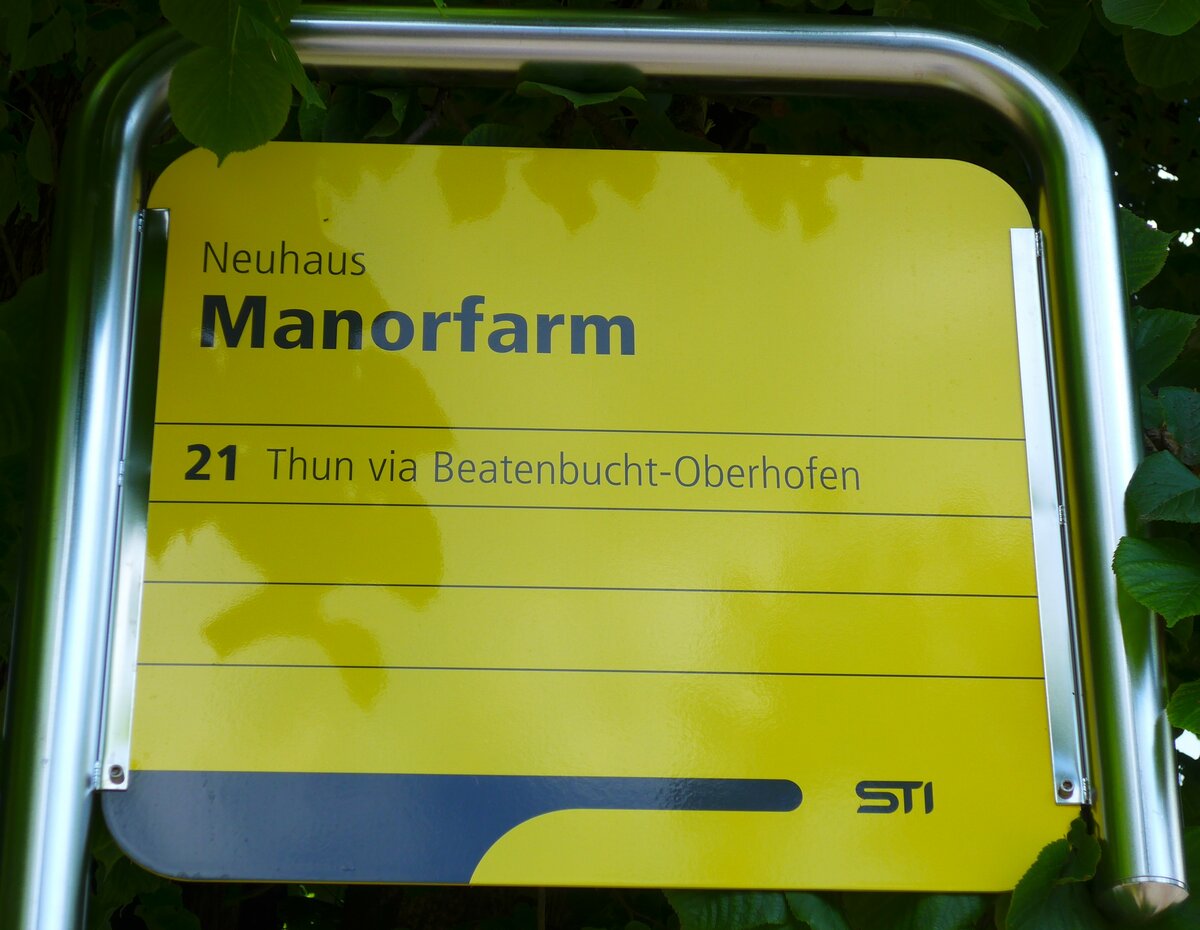 Neuhaus
Manorfarm
21 Thun via Beatenbucht-Oberhofen
STI